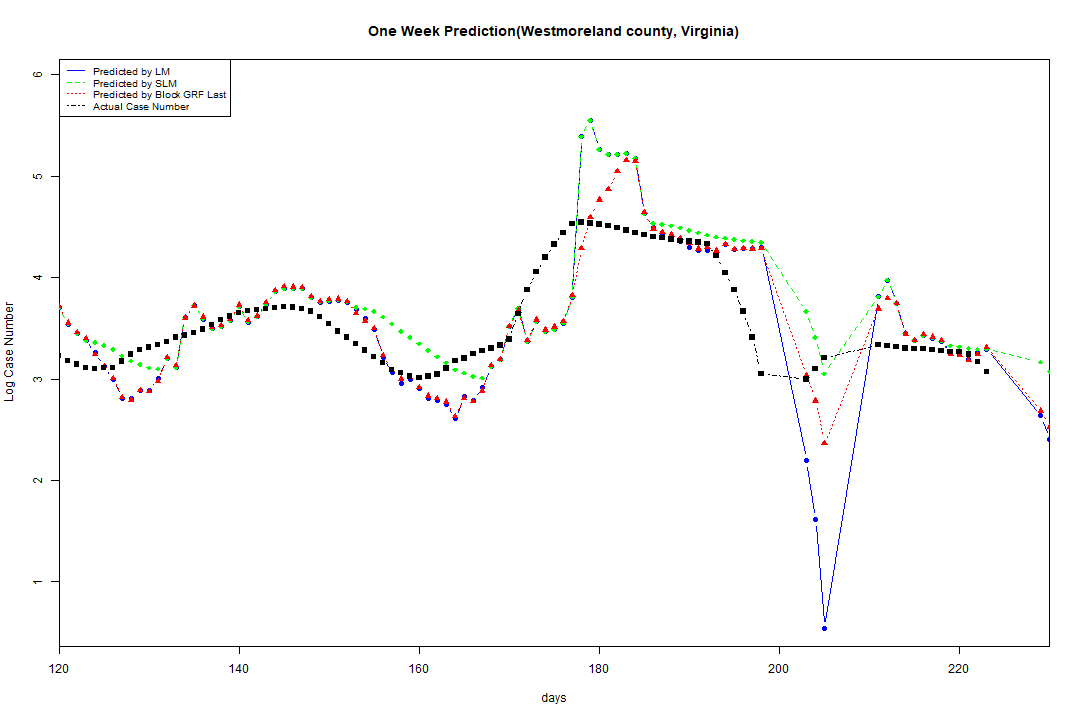 One Week Prediction(Westmoreland county, Virginia)
Predicted by LM
Predicted by SLM
Predicted by Block GRF Last
Actual Case Number
6
5
4
3
2
1
Log Case Number
120 140 160 180 200 220
days